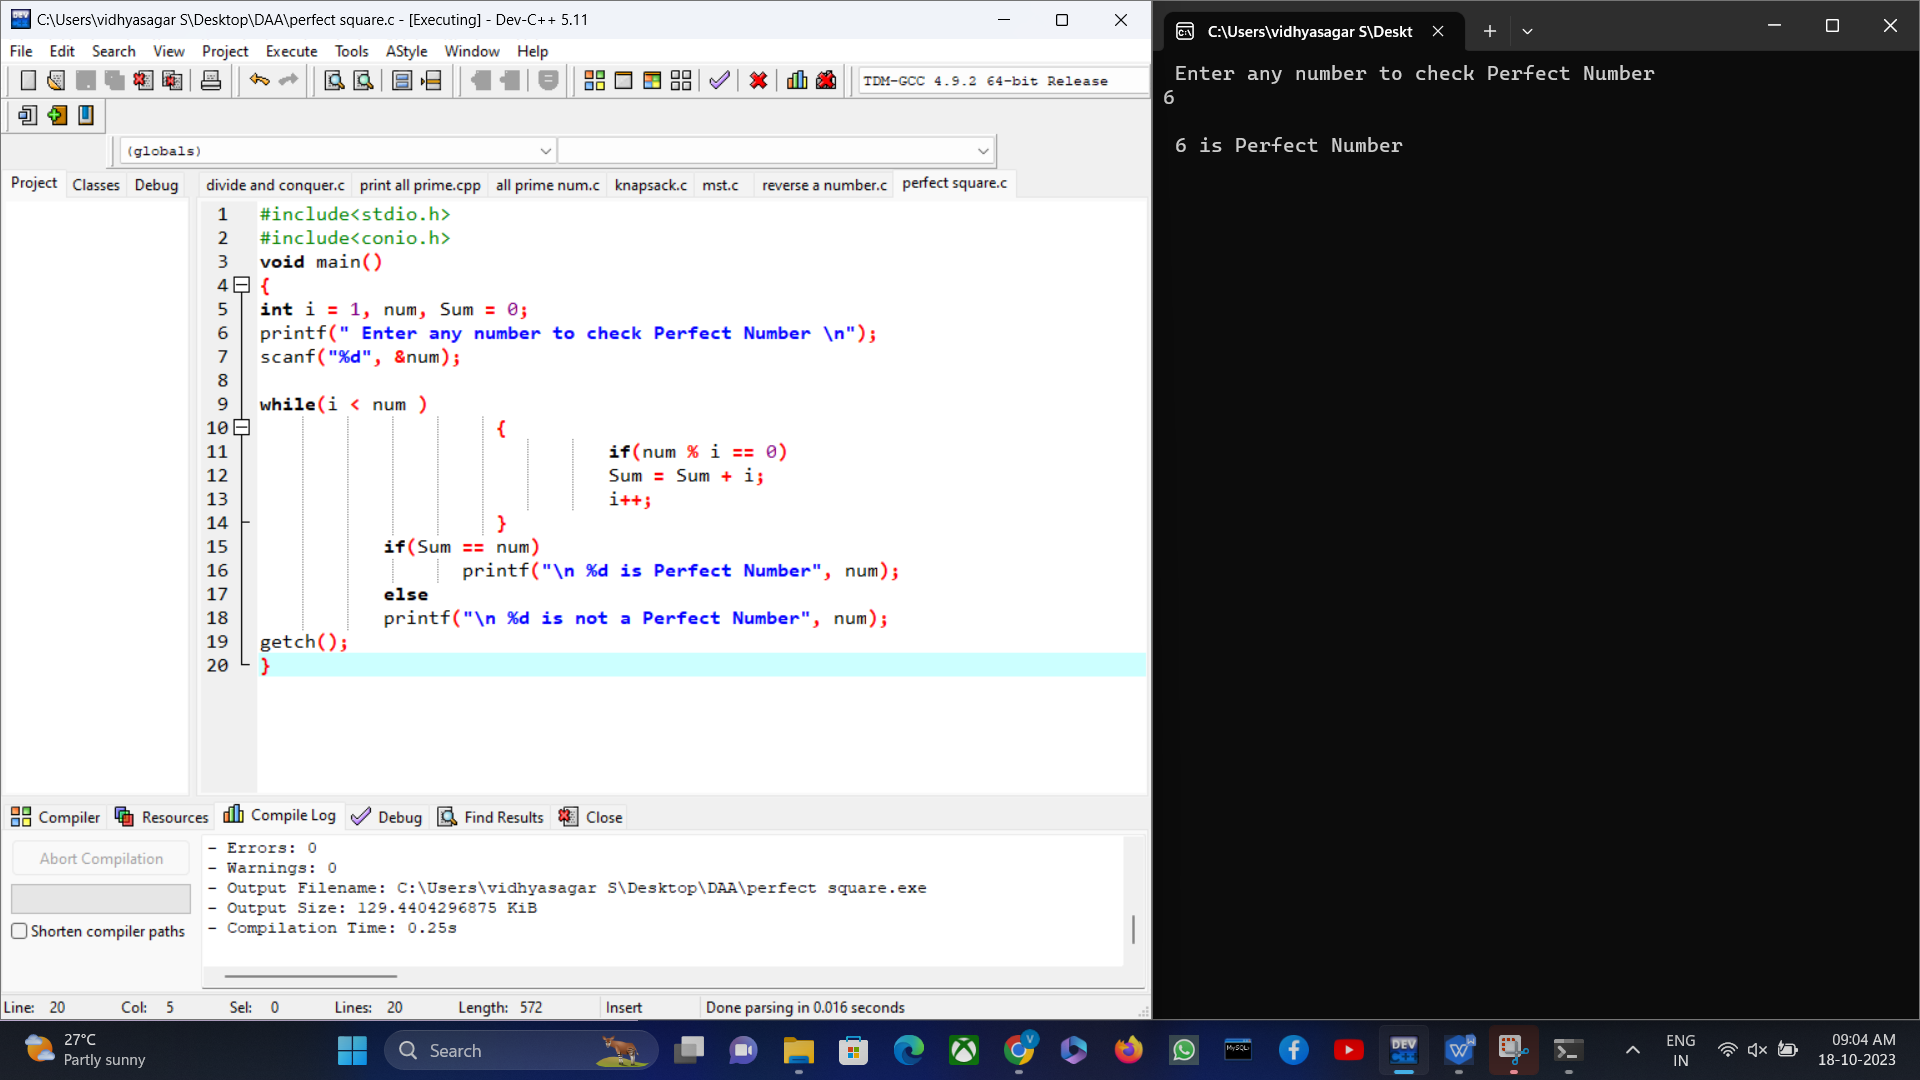 C:\Users\vidhyasagar S\Desktop\DAA\perfect square.c - [Executing] - Dev-C++ 5.11
File Edit Search View Project Execute Tools AStyle Window Help
TDM-GCC 4.9.2 64-bit Release
(globals)
Project Classes Debug
divide and conquer.c print all prime.cpp all prime num.c knapsack.c mst.c reverse a number.c perfect square.c
1 #include<stdio.h>
2 #include<conio.h>
3 void main()
4 {
5 int i = 1, num, Sum = 0;
6 printf(" Enter any number to check Perfect Number \n");
7 scanf("%d", &num);
8
9 while(i < num )
10 {
11 if(num % i == 0)
12 Sum = Sum + i;
13 i++;
14 }
15 if(Sum == num)
16 printf("\n %d is Perfect Number", num);
17 else
18 printf("\n %d is not a Perfect Number", num);
19 getch();
20 }
Compiler Resources Compile Log Debug Find Results Close
Abort Compilation
Shorten compiler paths
- Errors: 0
- Warnings: 0
- Output Filename: C:\Users\vidhyasagar S\Desktop\DAA\perfect square.exe
- Output Size: 129.4404296875 KiB
- Compilation Time: 0.25s
Line: 20 Col: 5 Sel: 0 Lines: 20 Length: 572 Insert Done parsing in 0.016 seconds
C:\Users\vidhyasagar S\Deskt
Enter any number to check Perfect Number
6
6 is Perfect Number
27°C
Partly sunny
Search
DEV C++
MySQL
ENG
IN
09:04 AM
18-10-2023